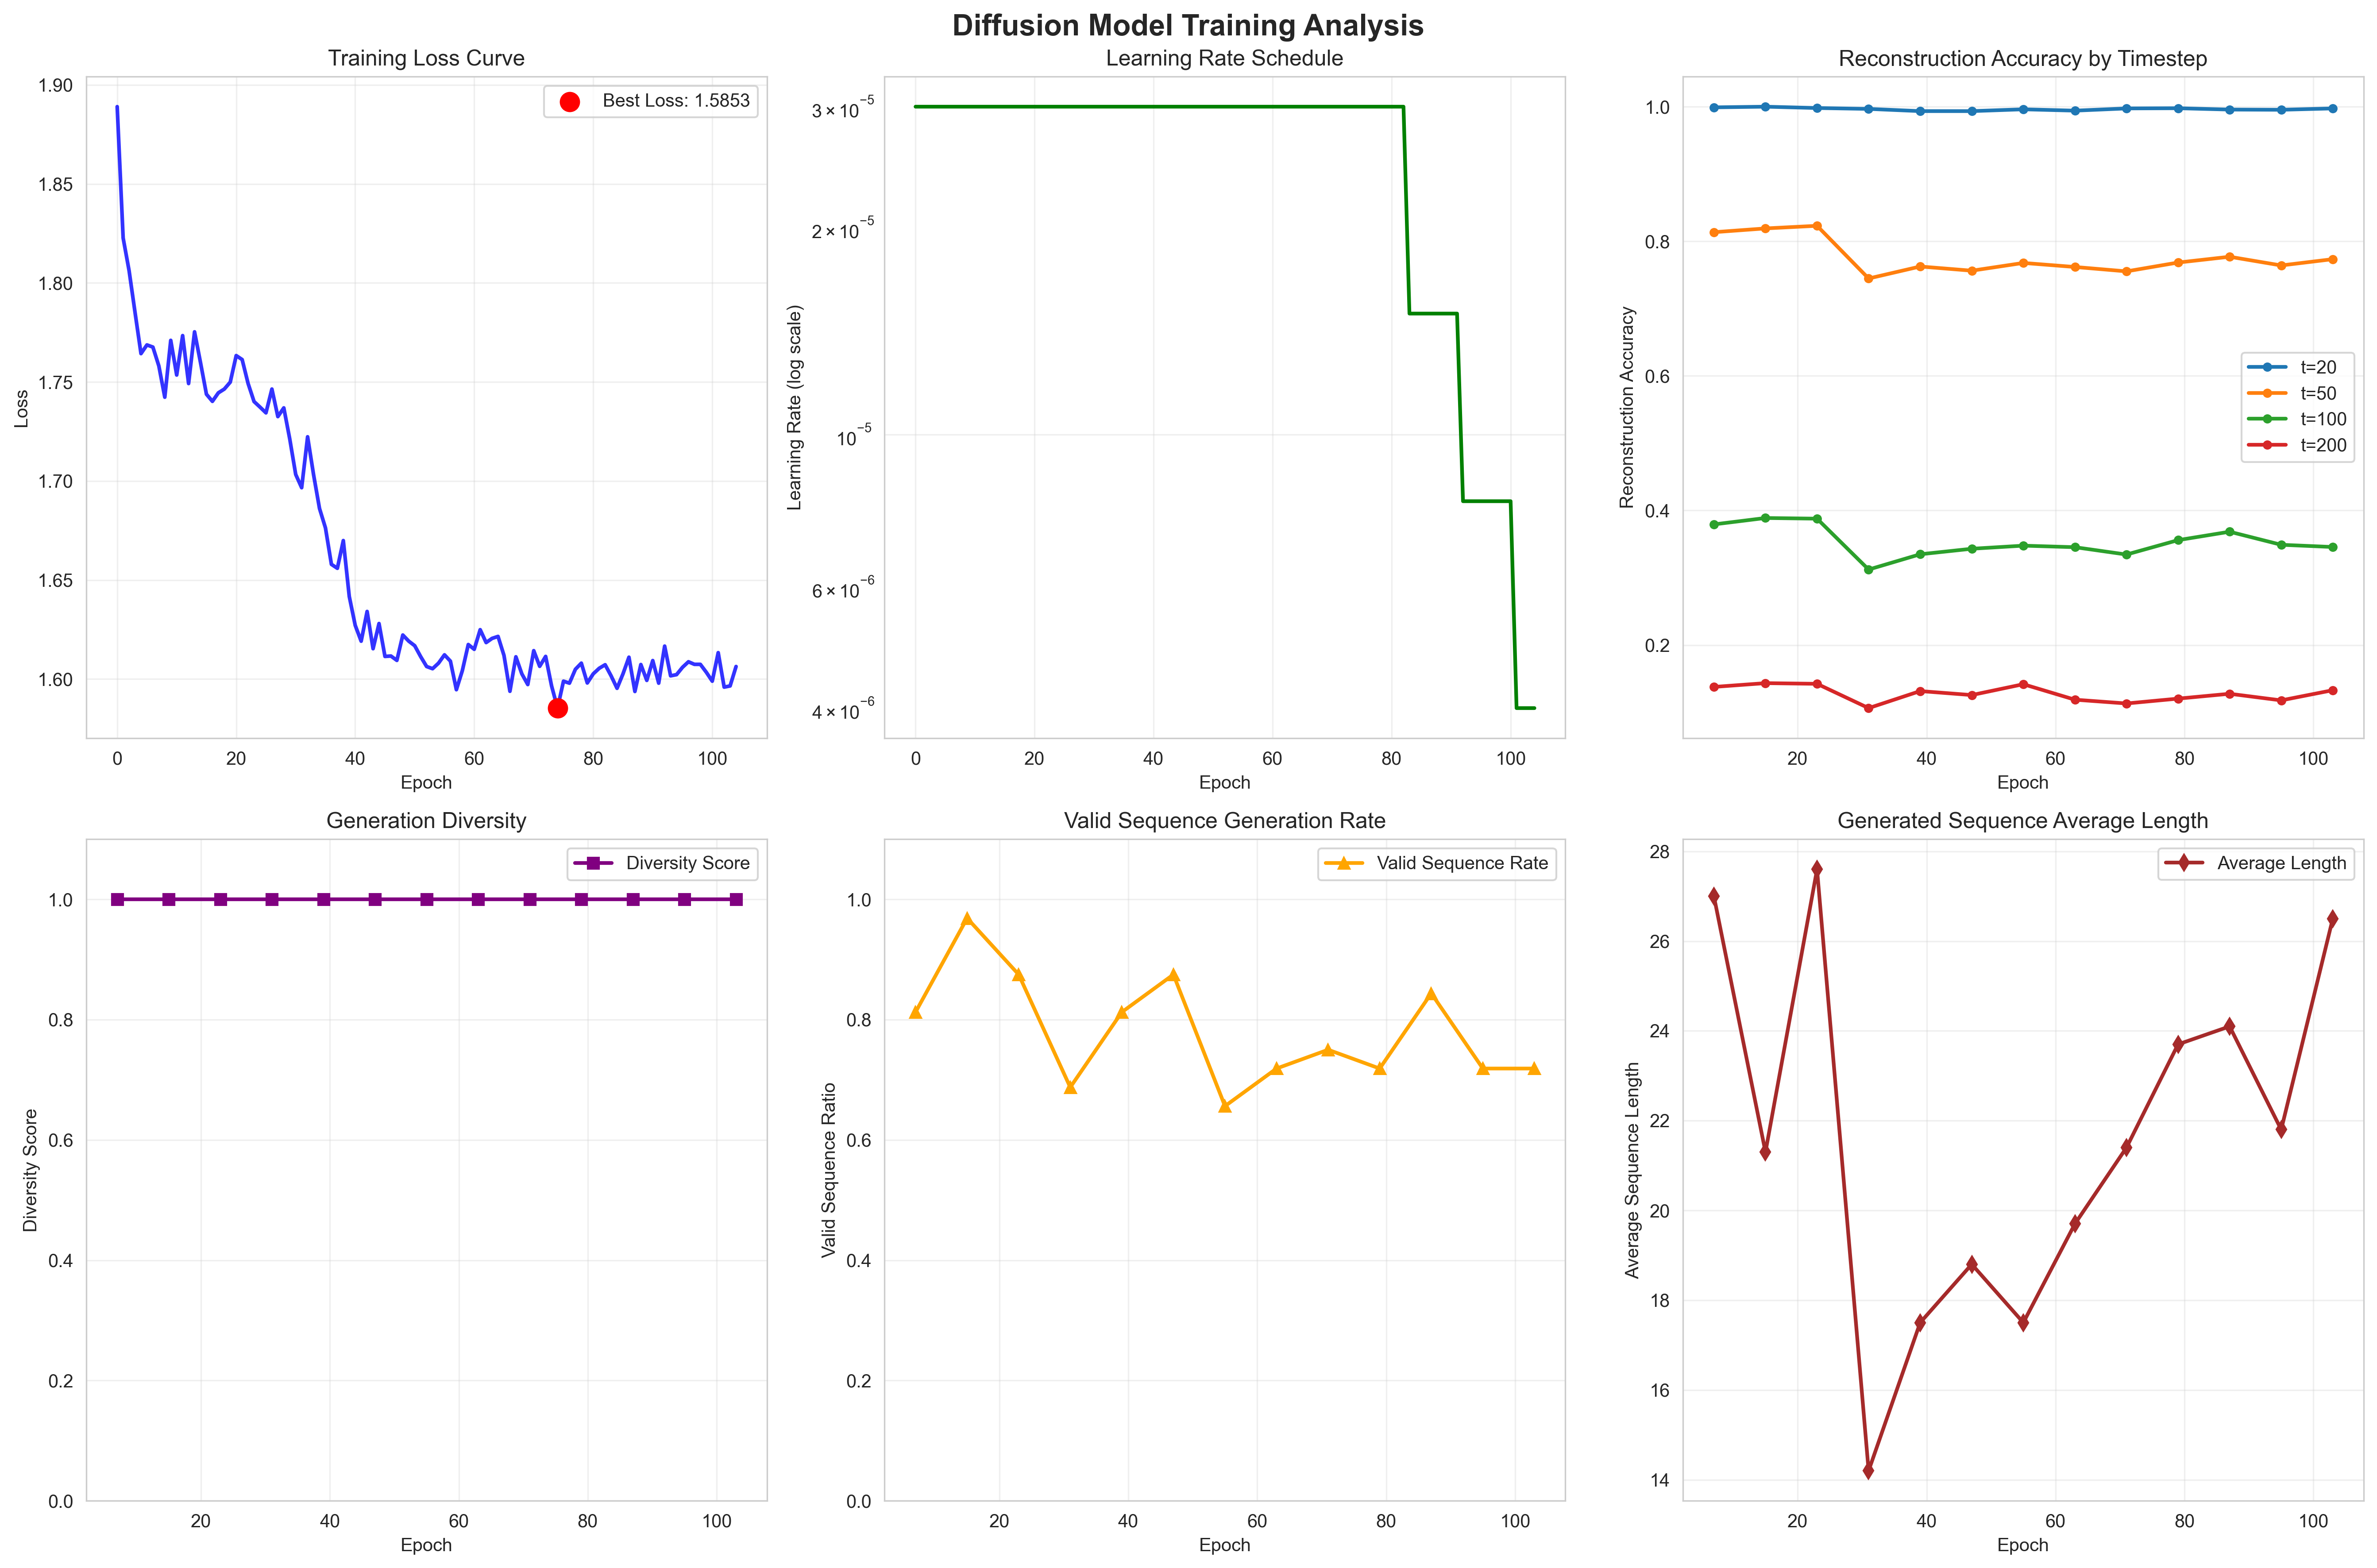 Diffusion Model Training Analysis
Training Loss Curve
1.90
1.85
1.80
1.75
1.70
1.65
1.60
Loss
0 20 40 60 80 100
Epoch
Best Loss: 1.5853
Learning Rate Schedule
3 × 10⁻⁵
2 × 10⁻⁵
10⁻⁵
6 × 10⁻⁶
4 × 10⁻⁶
Learning Rate (log scale)
0 20 40 60 80 100
Epoch
Reconstruction Accuracy by Timestep
1.0
0.8
0.6
0.4
0.2
Reconstruction Accuracy
t=20
t=50
t=100
t=200
20 40 60 80 100
Epoch
Generation Diversity
Diversity Score
1.0
0.8
0.6
0.4
0.2
0.0
Diversity Score
20 40 60 80 100
Epoch
Valid Sequence Generation Rate
Valid Sequence Rate
1.0
0.8
0.6
0.4
0.2
0.0
Valid Sequence Ratio
20 40 60 80 100
Epoch
Generated Sequence Average Length
Average Length
28
26
24
22
20
18
16
14
Average Sequence Length
20 40 60 80 100
Epoch